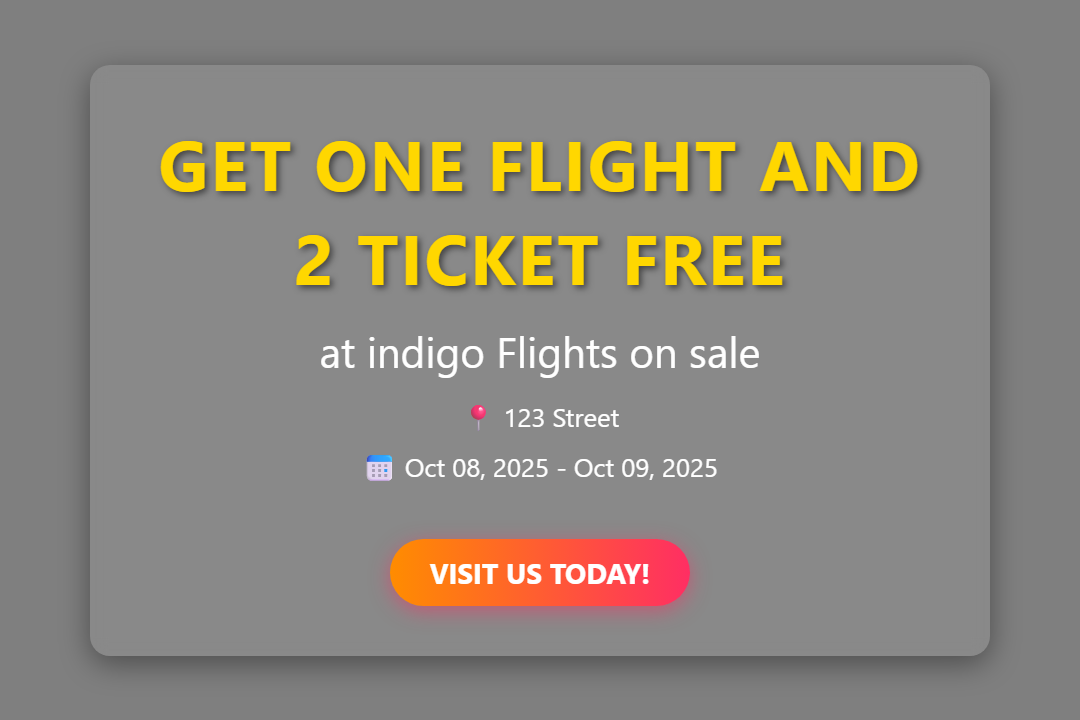 GET ONE FLIGHT AND
2 TICKET FREE
at indigo Flights on sale
123 Street
Oct 08, 2025 - Oct 09, 2025
VISIT US TODAY!